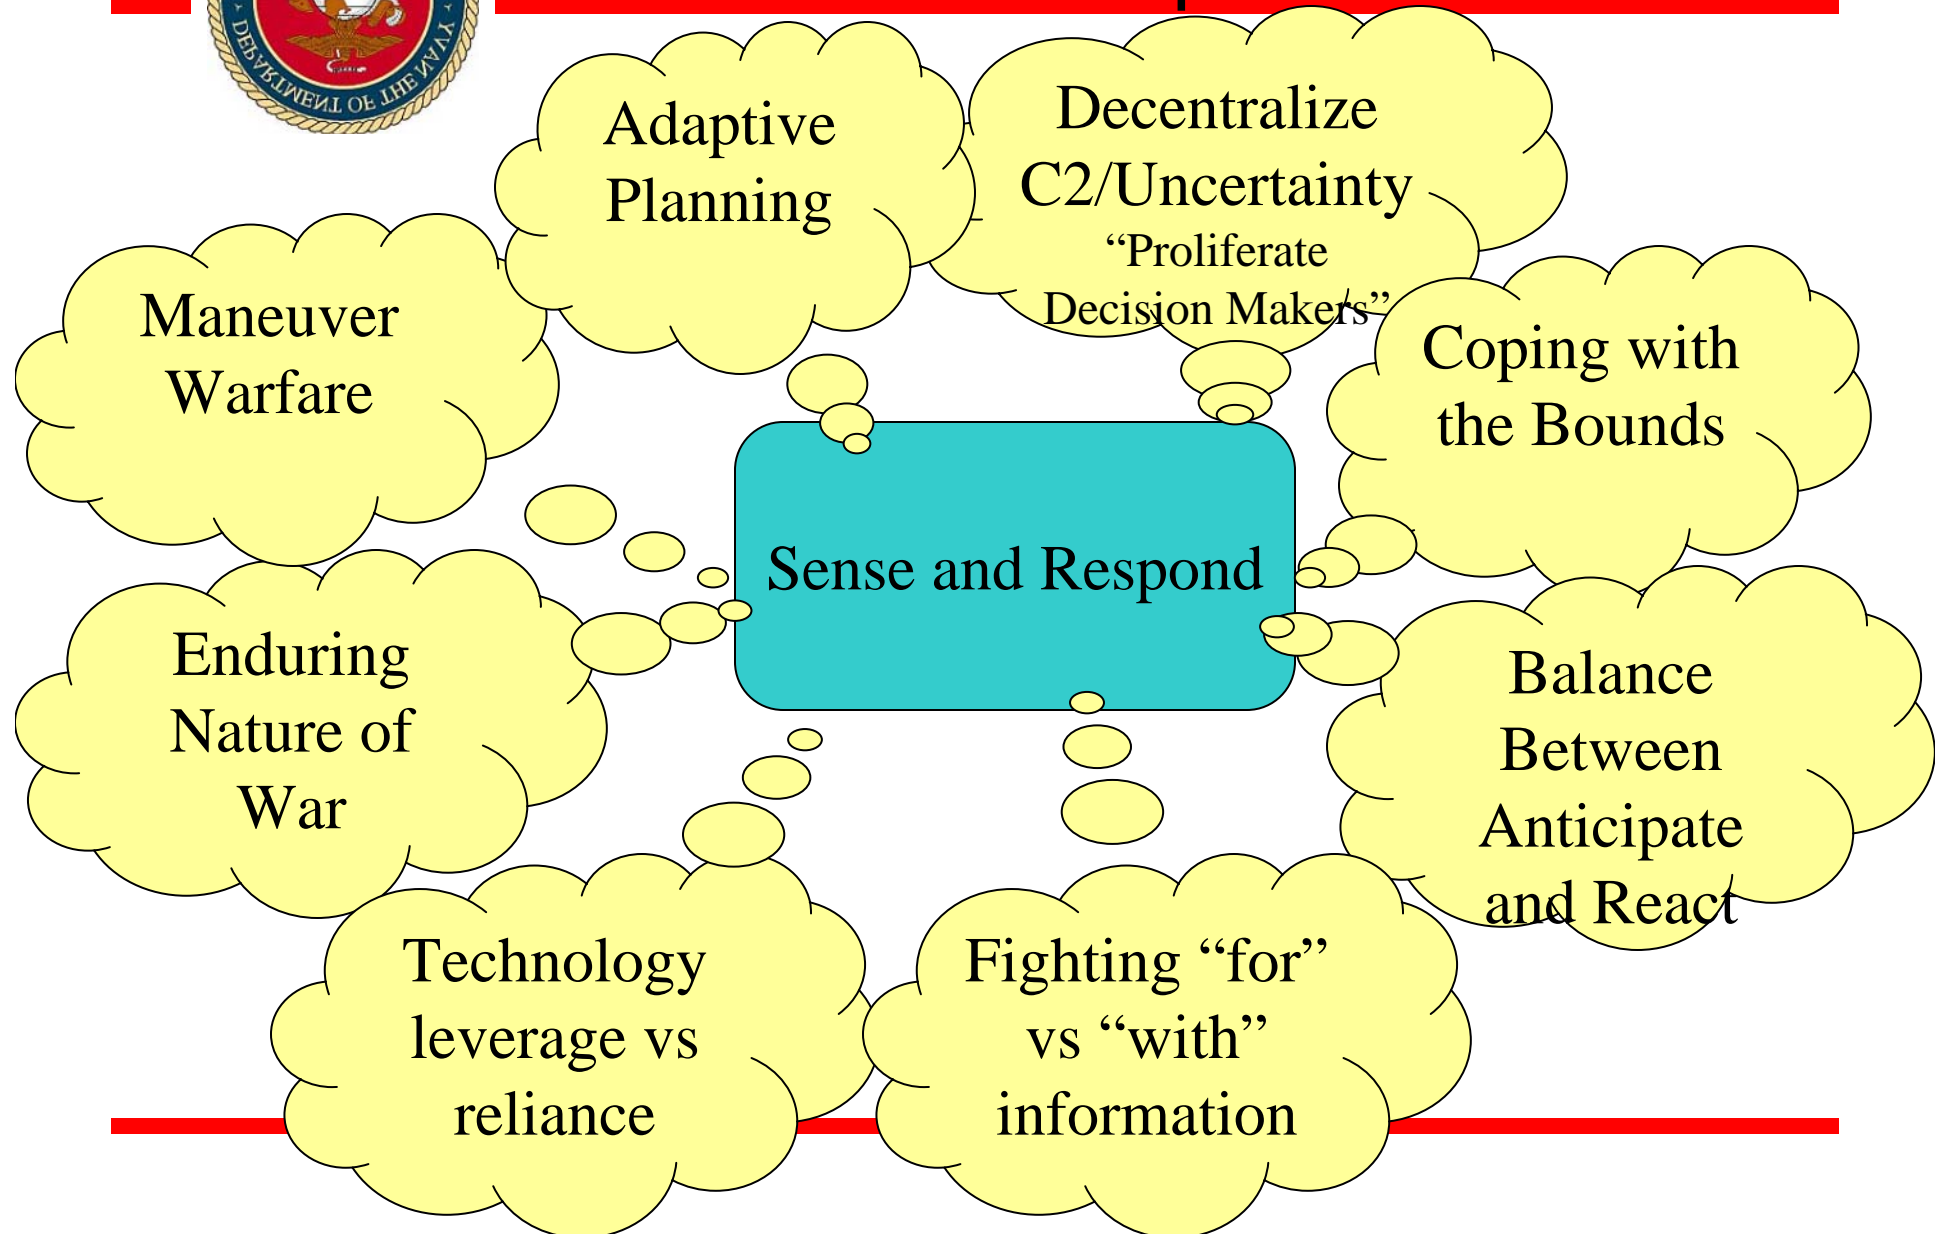 DEPARTMENT OF THE NAVY
Adaptive
Planning
Decentralize
C2/Uncertainty
“Proliferate
Decision Makers”
Maneuver
Warfare
Coping with
the Bounds
Sense and Respond
Enduring
Nature of
War
Balance
Between
Anticipate
and React
Technology
leverage vs
reliance
Fighting “for”
vs “with”
information